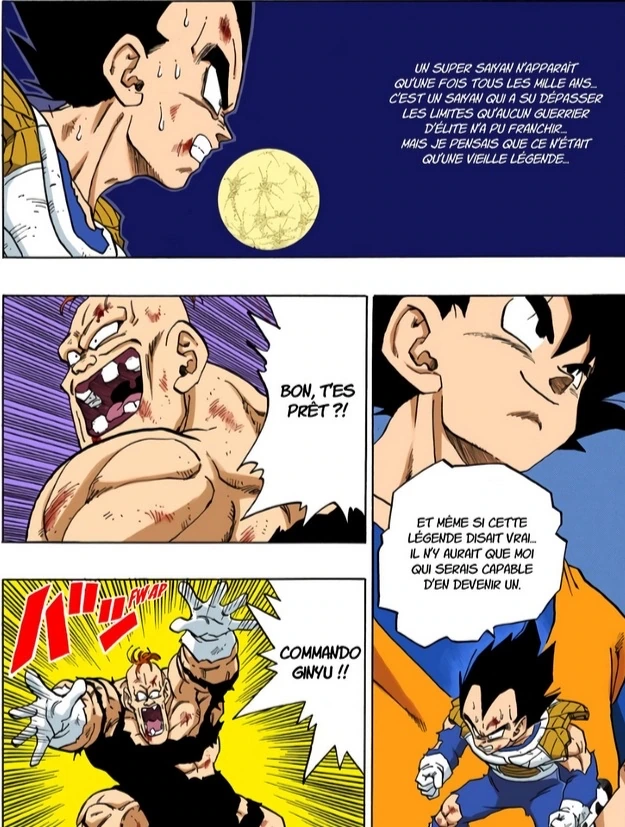 UN SUPER SAIYAN N'APPARAÎT
QU'UNE FOIS TOUS LES MILLE ANS...
C'EST UN SAIYAN QUI A SU DÉPASSER
LES LIMITES QU'AUCUN GUERRIER
D'ÉLITE N'A PU FRANCHIR...
MAIS JE PENSAIS QUE CE N'ÉTAIT
QU'UNE VIEILLE LÉGENDE...
BON, T'ES
PRÊT ?!
ET MÊME SI CETTE
LÉGENDE DISAIT VRAI...
IL N'Y AURAIT QUE MOI
QUI SERAIS CAPABLE
D'EN DEVENIR UN.
バッ
FWAP
COMMANDO
GINYU !!